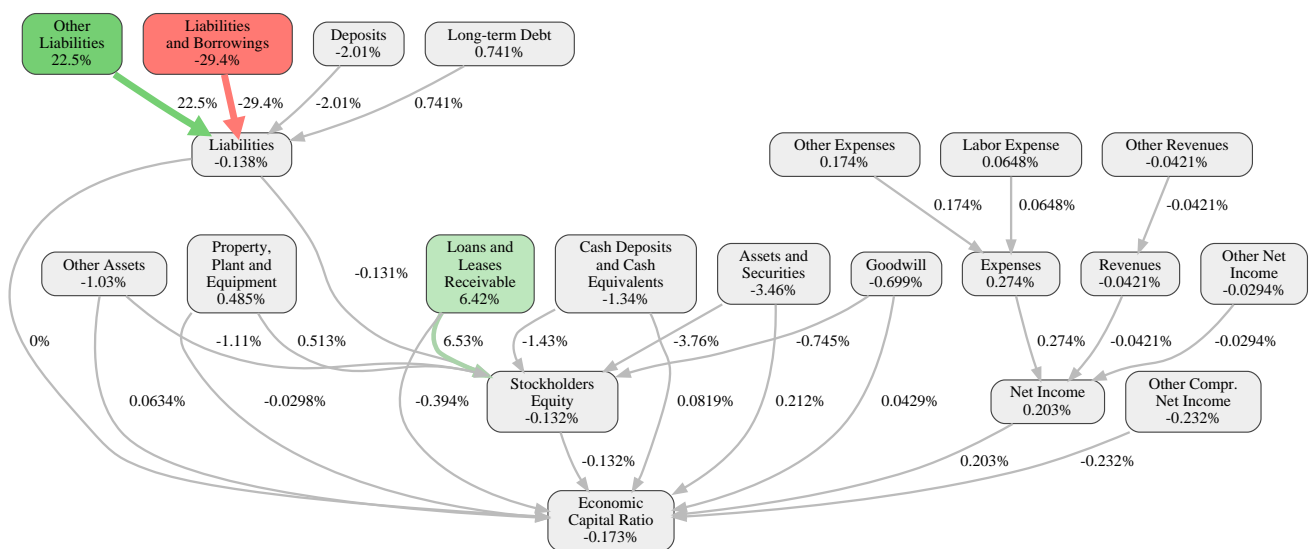 Other
Liabilities
22.5%
Liabilities
and Borrowings
-29.4%
Deposits
-2.01%
Long-term Debt
0.741%
22.5%
-29.4%
-2.01%
0.741%
Liabilities
-0.138%
Other Expenses
0.174%
Labor Expense
0.0648%
Other Revenues
-0.0421%
0.174%
0.0648%
-0.0421%
Other Assets
-1.03%
Property,
Plant and
Equipment
0.485%
-0.131%
Loans and
Leases
Receivable
6.42%
Cash Deposits
and Cash
Equivalents
-1.34%
Assets and
Securities
-3.46%
Goodwill
-0.699%
Expenses
0.274%
Revenues
-0.0421%
Other Net
Income
-0.0294%
0%
-1.11%
0.513%
6.53%
-1.43%
-3.76%
-0.745%
0.274%
-0.0421%
-0.0294%
0.0634%
-0.0298%
-0.394%
Stockholders
Equity
-0.132%
0.0819%
0.212%
0.0429%
Net Income
0.203%
Other Compr.
Net Income
-0.232%
-0.132%
0.203%
-0.232%
Economic
Capital Ratio
-0.173%